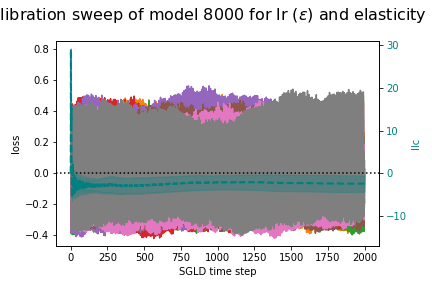 libration sweep of model 8000 for lr (ε) and elasticity
0.8
0.6
0.4
0.2
0.0
−0.2
−0.4
loss
30
20
10
0
−10
llc
0 250 500 750 1000 1250 1500 1750 2000
SGLD time step